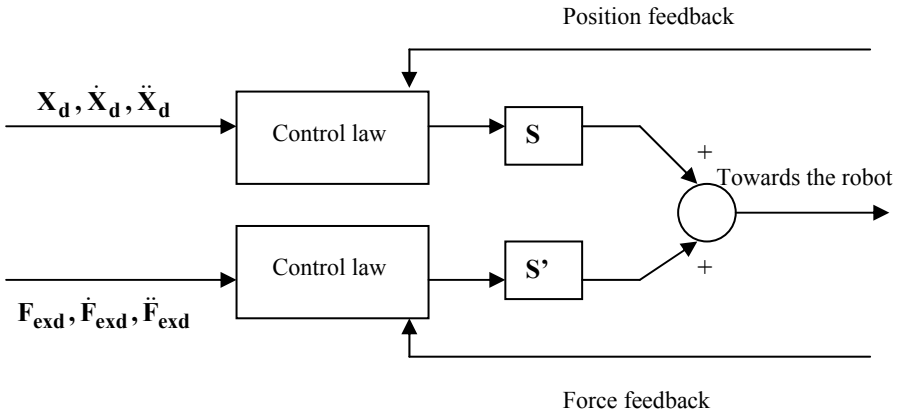 Position feedback
X_d, Ẋ_d, Ẍ_d
Control law
S
+
Towards the robot
Control law
S’
+
F_exd, Ḟ_exd, F̈_exd
Force feedback